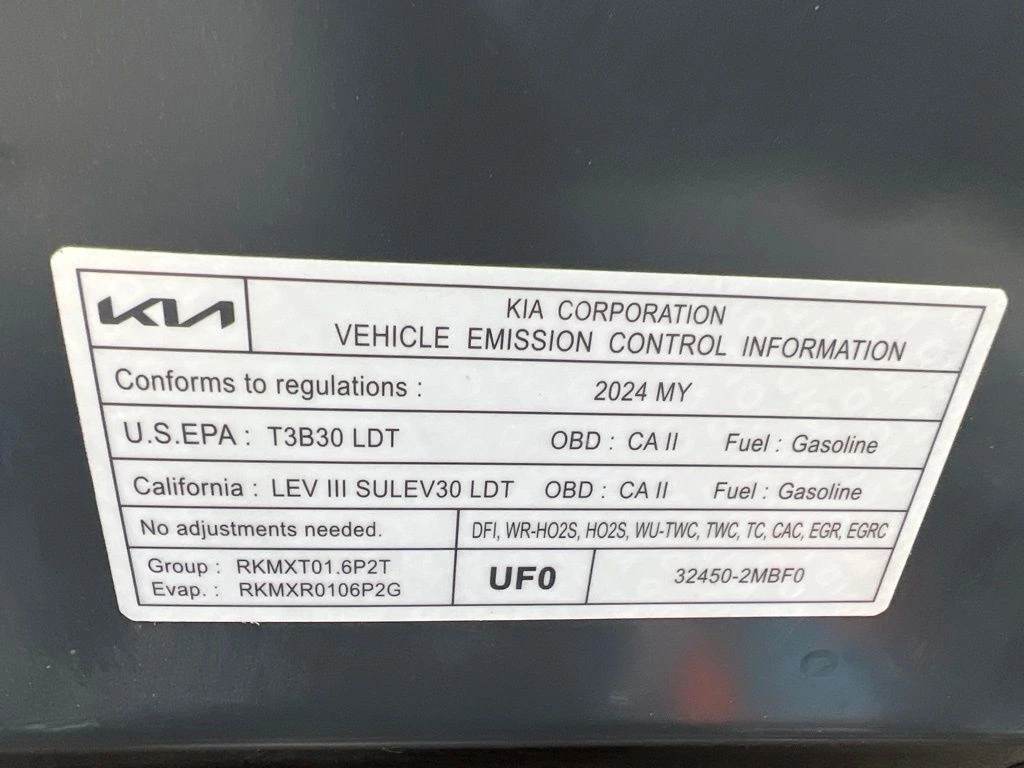 KIA
KIA CORPORATION
VEHICLE EMISSION CONTROL INFORMATION
Conforms to regulations : 2024 MY
U.S.EPA : T3B30 LDT OBD : CA II Fuel : Gasoline
California : LEV III SULEV30 LDT OBD : CA II Fuel : Gasoline
No adjustments needed. DFI, WR-HO2S, HO2S, WU-TWC, TWC, TC, CAC, EGR, EGRC
Group : RKMXT01.6P2T
Evap. : RKMXR0106P2G
UF0
32450-2MBF0